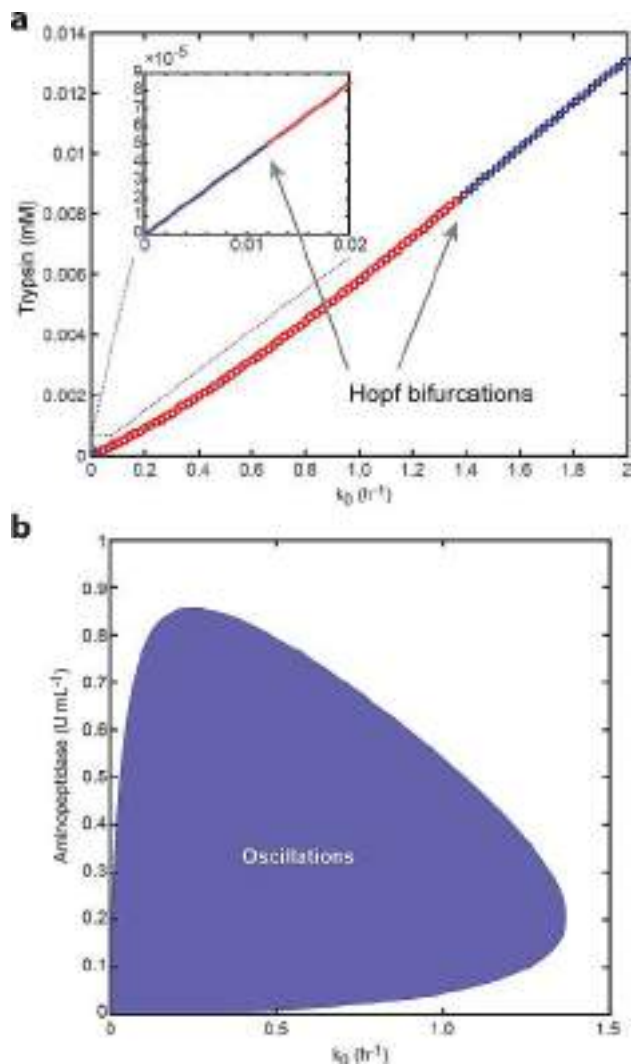 a
×10⁻⁵
9
8
7
6
5
4
3
2
1
0
0 0.01 0.02
0.014
0.012
0.01
0.008
0.006
0.004
0.002
0
Trypsin (mM)
Hopf bifurcations
0 0.2 0.4 0.6 0.8 1.0 1.2 1.4 1.6 1.8 2
k₀ (h⁻¹)
b
1
0.9
0.8
0.7
0.6
0.5
0.4
0.3
0.2
0.1
0
Aminopeptidase (U mL⁻¹)
Oscillations
0 0.5 1.0 1.5
k₀ (h⁻¹)